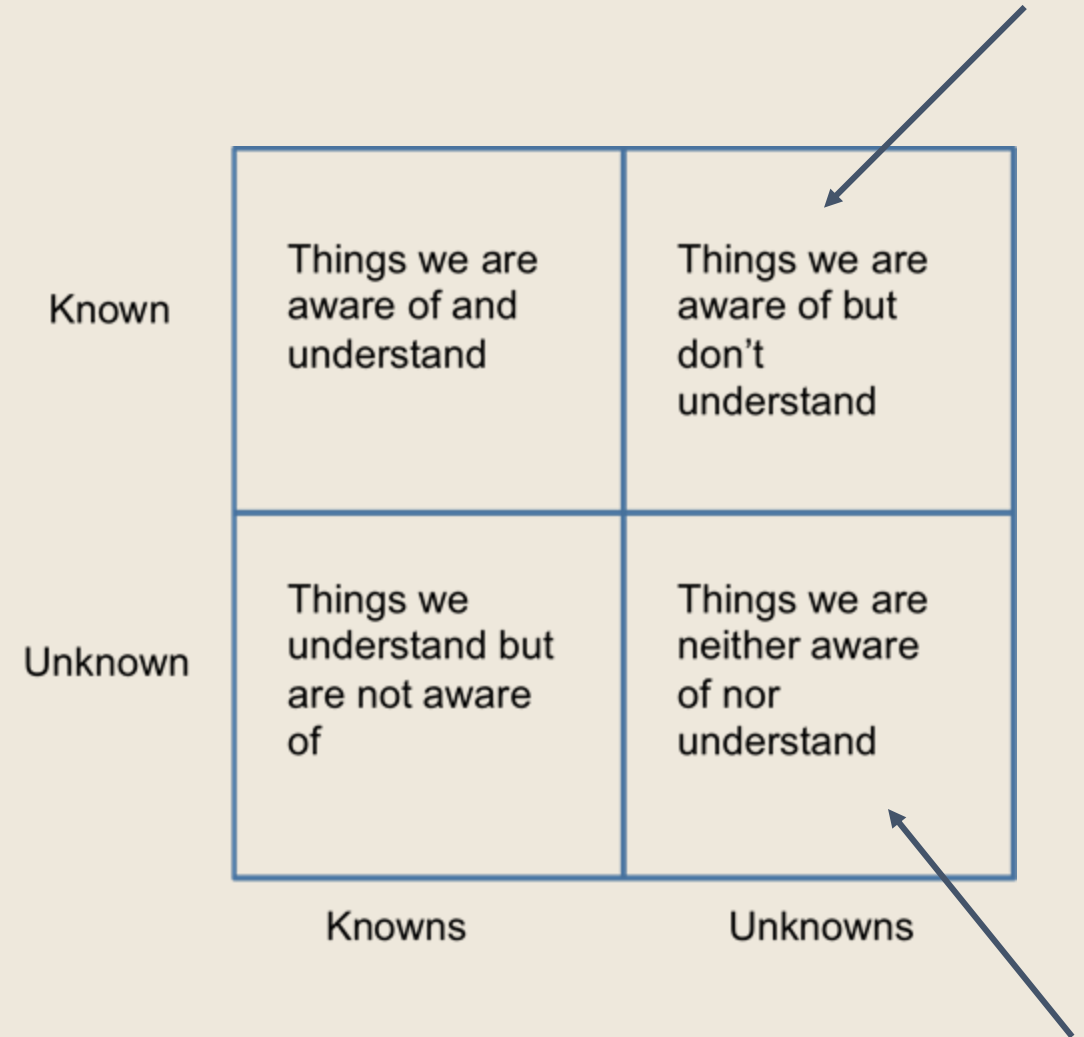 Known
Things we are
aware of and
understand
Things we are
aware of but
don’t
understand
Unknown
Things we
understand but
are not aware
of
Things we are
neither aware
of nor
understand
Knowns
Unknowns